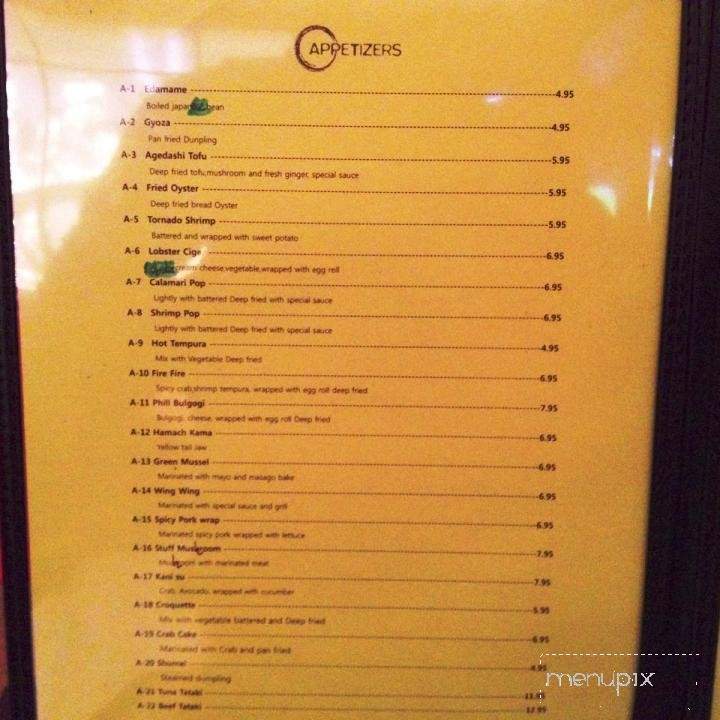 APPETIZERS
A-1 Edamame 4.95
Boiled japan bean
A-2 Gyoza 4.95
Pan fried Dunpling
A-3 Agedashi Tofu 5.95
Deep fried tofu,mushroom and fresh ginger, special sauce
A-4 Fried Oyster 5.95
Deep fried bread Oyster
A-5 Tornado Shrimp 5.95
Battered and wrapped with sweet potato
A-6 Lobster Cigar 6.95
cream cheese,vegetable,wrapped with egg roll
A-7 Calamari Pop 6.95
Lightly with battered Deep fried with special sauce
A-8 Shrimp Pop 6.95
Lightly with battered Deep fried with special sauce
A-9 Hot Tempura 4.95
Mix with Vegetable Deep fried
A-10 Fire Fire 6.95
Spicy crab,shrimp tempura, wrapped with egg roll deep fried
A-11 Phili Bulgogi 7.95
Bulgogi, cheese, wrapped with egg roll Deep fried
A-12 Hamach Kama 6.95
Yellow tail Jaw
A-13 Green Mussel 6.95
Marinated with mayo and masago bake
A-14 Wing Wing 6.95
Marinated with special sauce and grill
A-15 Spicy Pork wrap 6.95
Marinated spicy pork wrapped with lettuce
A-16 Stuff Mushroom 7.95
Mushroom with marinated meat
A-17 Kani su 7.95
Crab, Avocado, wrapped with cucumber
A-18 Croquette 5.95
Mix with vegetable battered and Deep fried
A-19 Crab Cake 6.95
Marinated with Crab and pan fried
A-20 Shumai 4.95
Steamed dumpling
A-21 Tuna Tataki 11.95
A-22 Beef Tataki 12.95
menupix